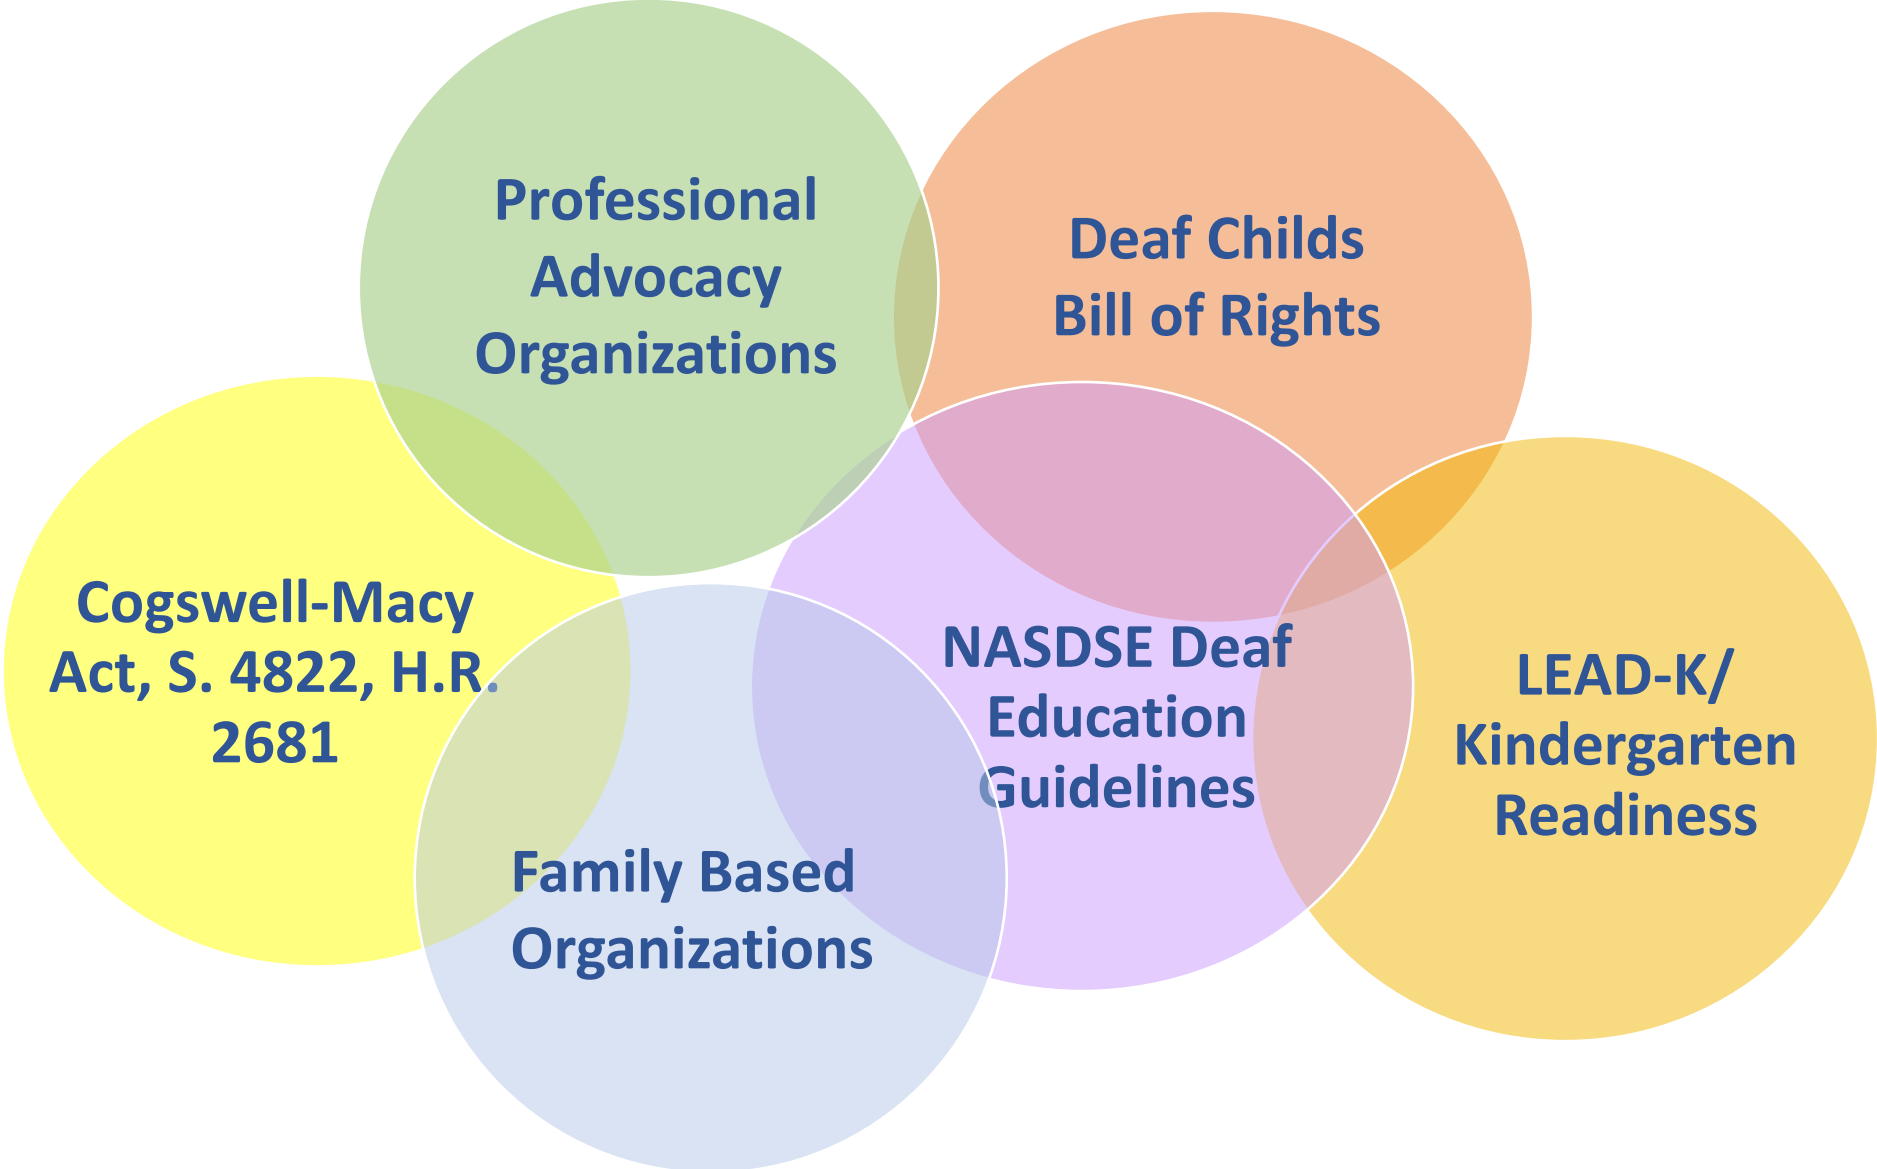 Professional
Advocacy
Organizations
Deaf Childs
Bill of Rights
Cogswell-Macy
Act, S. 4822, H.R.
2681
NASDSE Deaf
Education
Guidelines
LEAD-K/
Kindergarten
Readiness
Family Based
Organizations